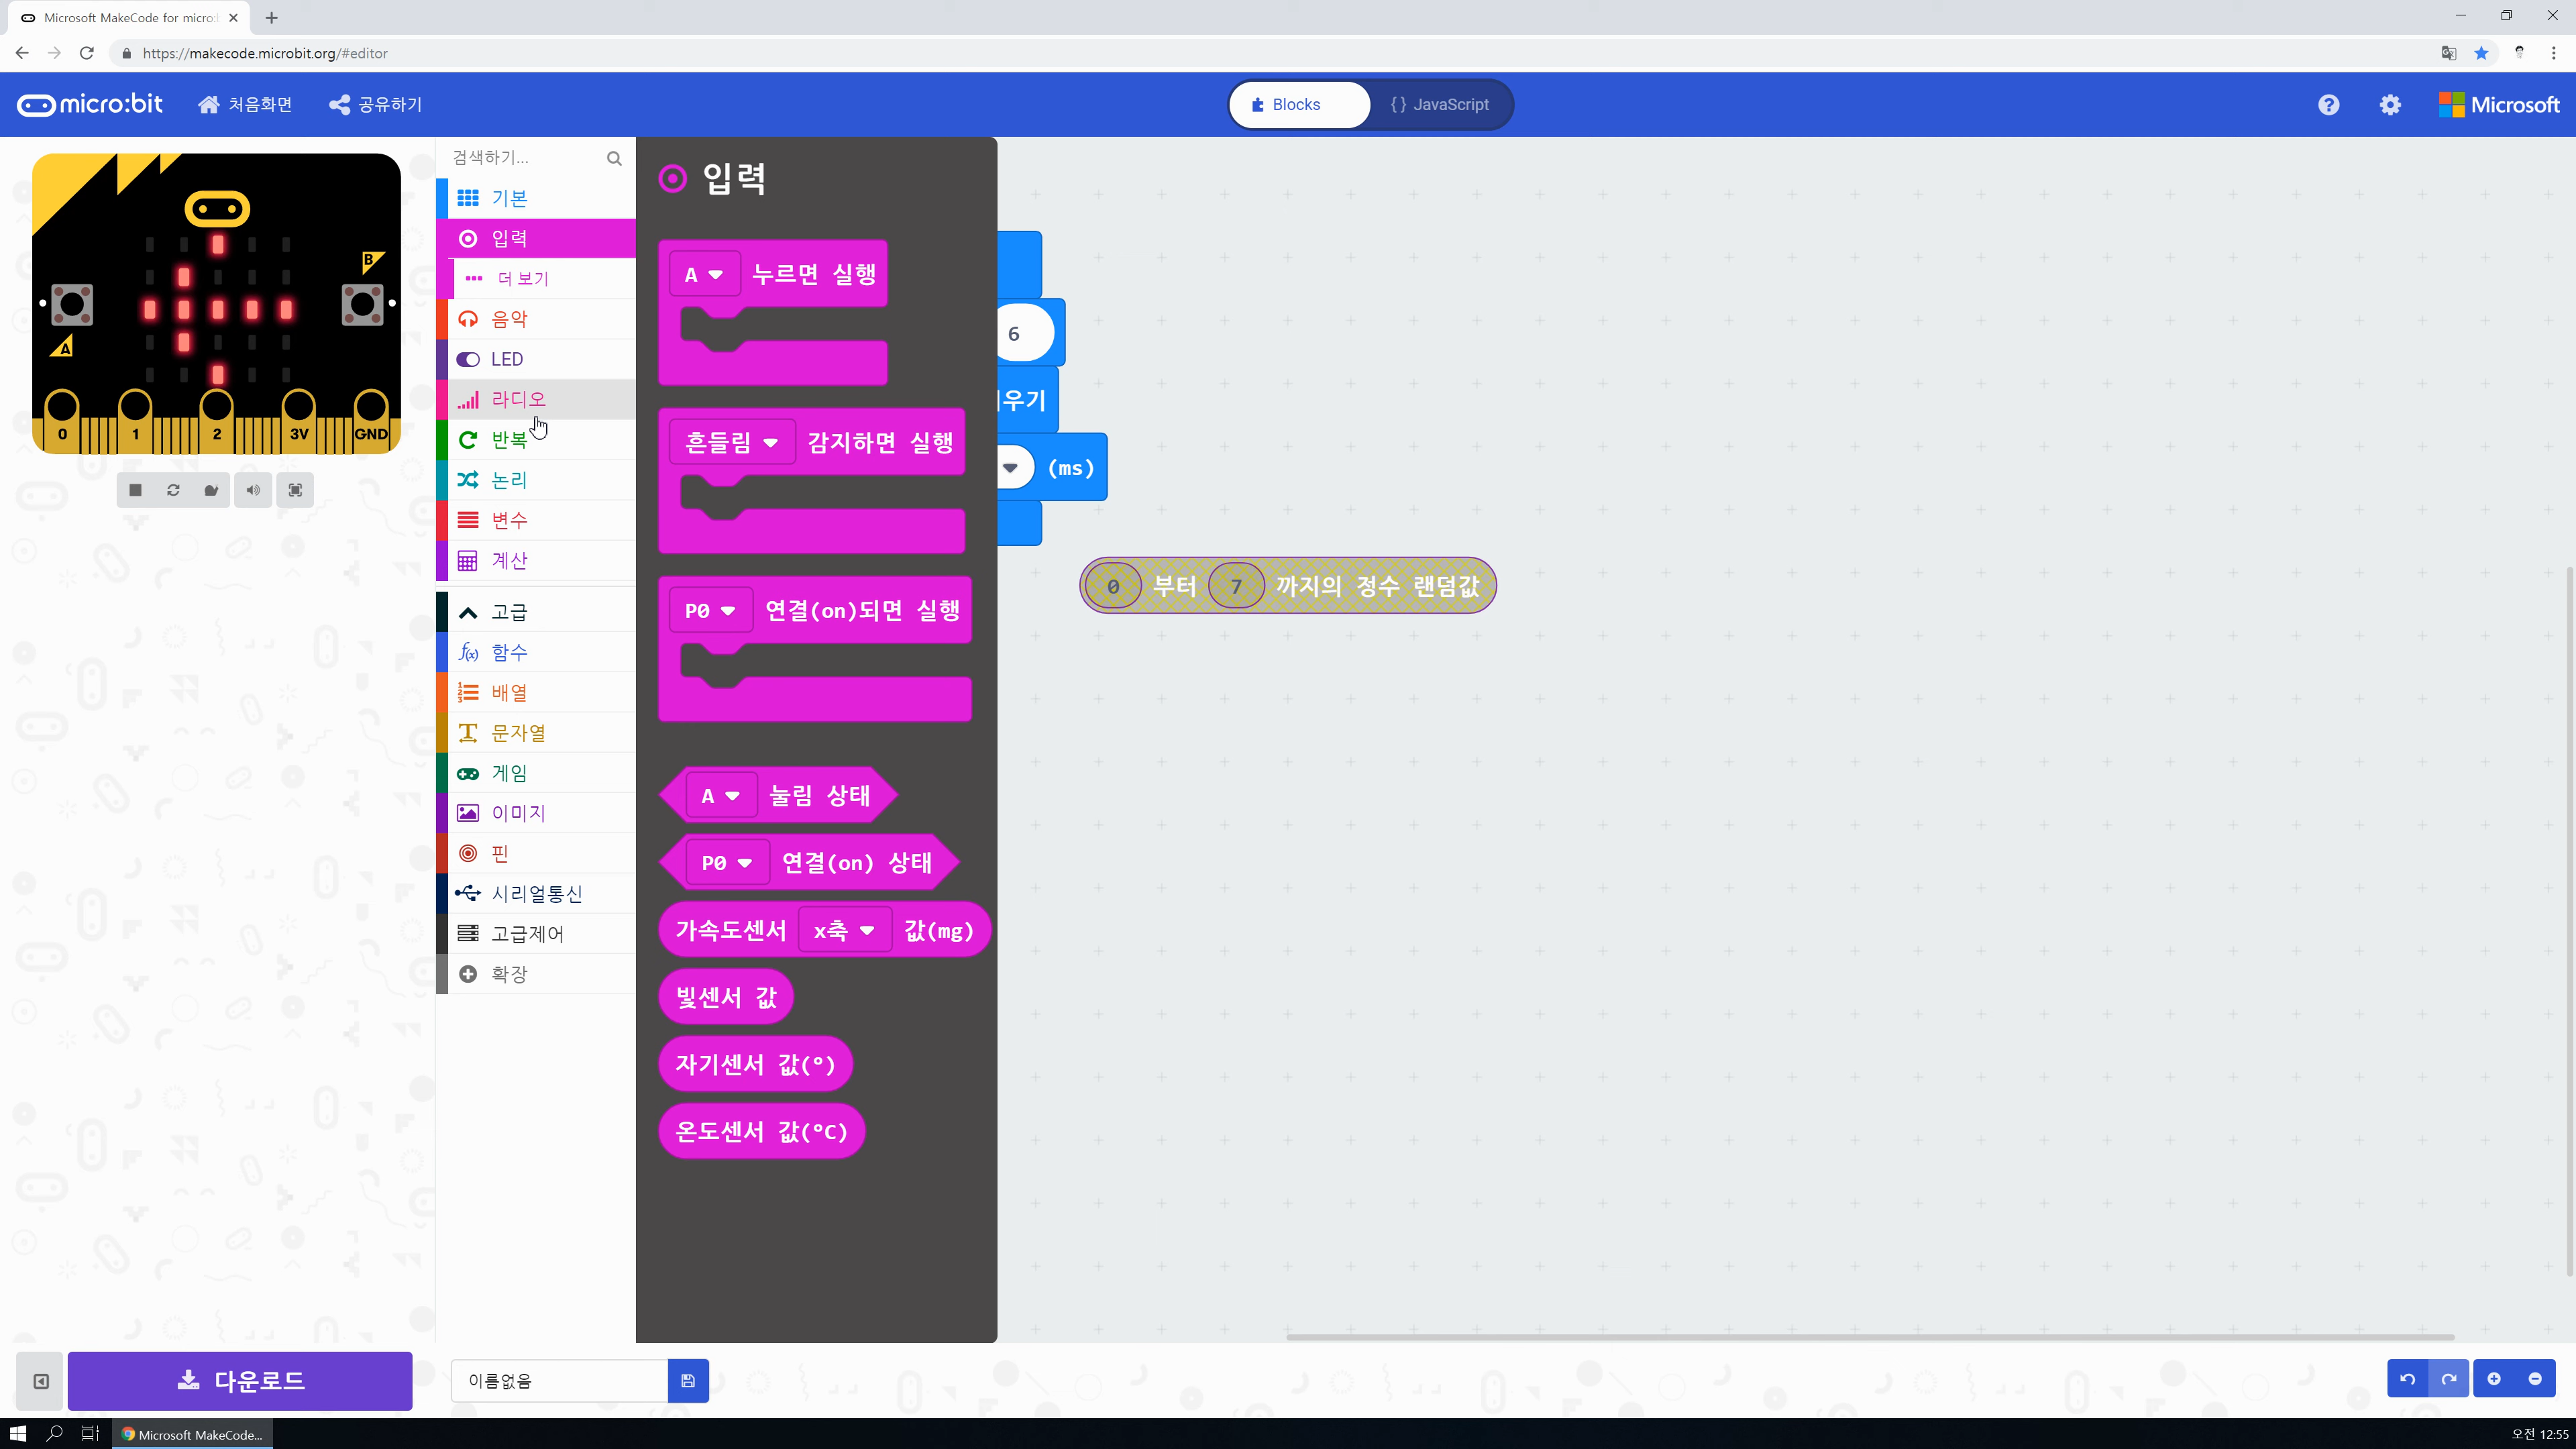 Microsoft MakeCode for micro:
https://makecode.microbit.org/#editor
micro:bit
처음화면
공유하기
Blocks
{} JavaScript
Microsoft
B
A
0 1 2 3V GND
검색하기...
기본
입력
더 보기
음악
LED
라디오
반복
논리
변수
계산
고급
함수
배열
문자열
게임
이미지
핀
시리얼통신
고급제어
확장
입력
A 누르면 실행
흔들림 감지하면 실행
P0 연결(on)되면 실행
A 눌림 상태
P0 연결(on) 상태
가속도센서 x축 값(mg)
빛센서 값
자기센서 값(°)
온도센서 값(°C)
6
우기
(ms)
0 부터 7 까지의 정수 랜덤값
다운로드
이름없음
Microsoft MakeCode...
오전 12:55